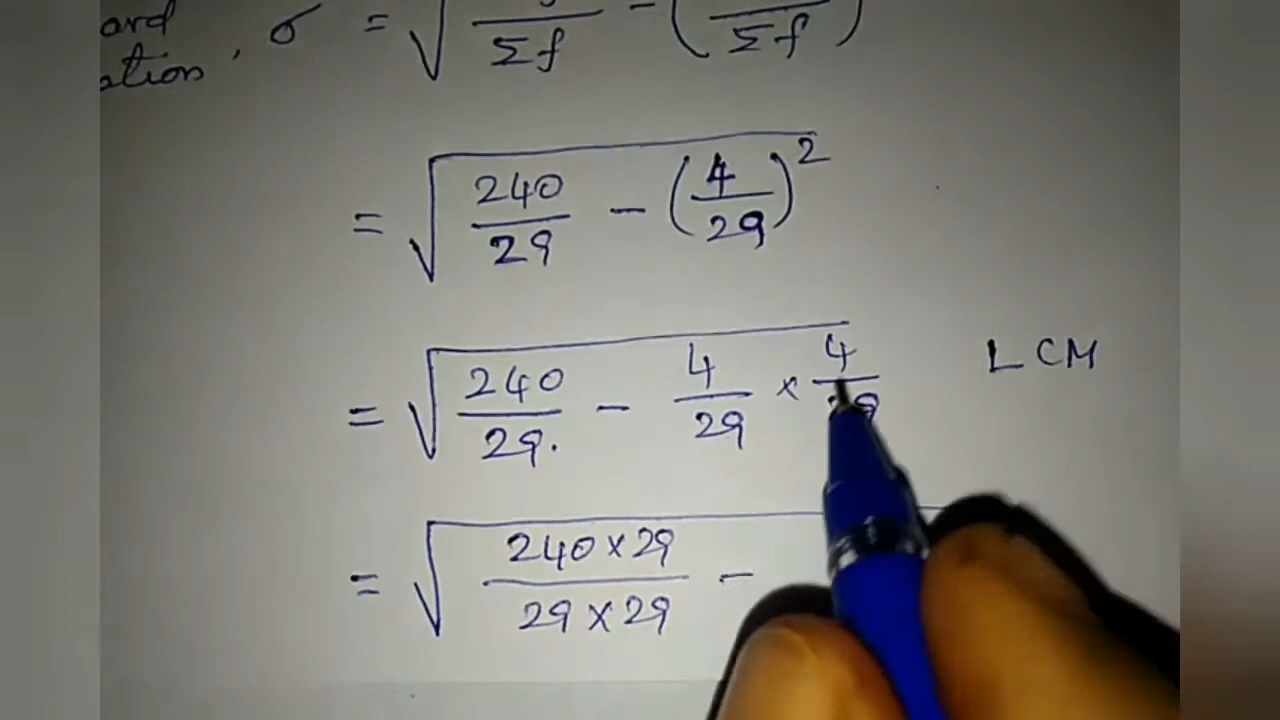 ard
ation, σ = √ Σf - ( Σf )
= √ 240/29 - (4/29)²
= √ 240/29. - 4/29 × 4/29 LCM
= √ 240×29/29×29 -